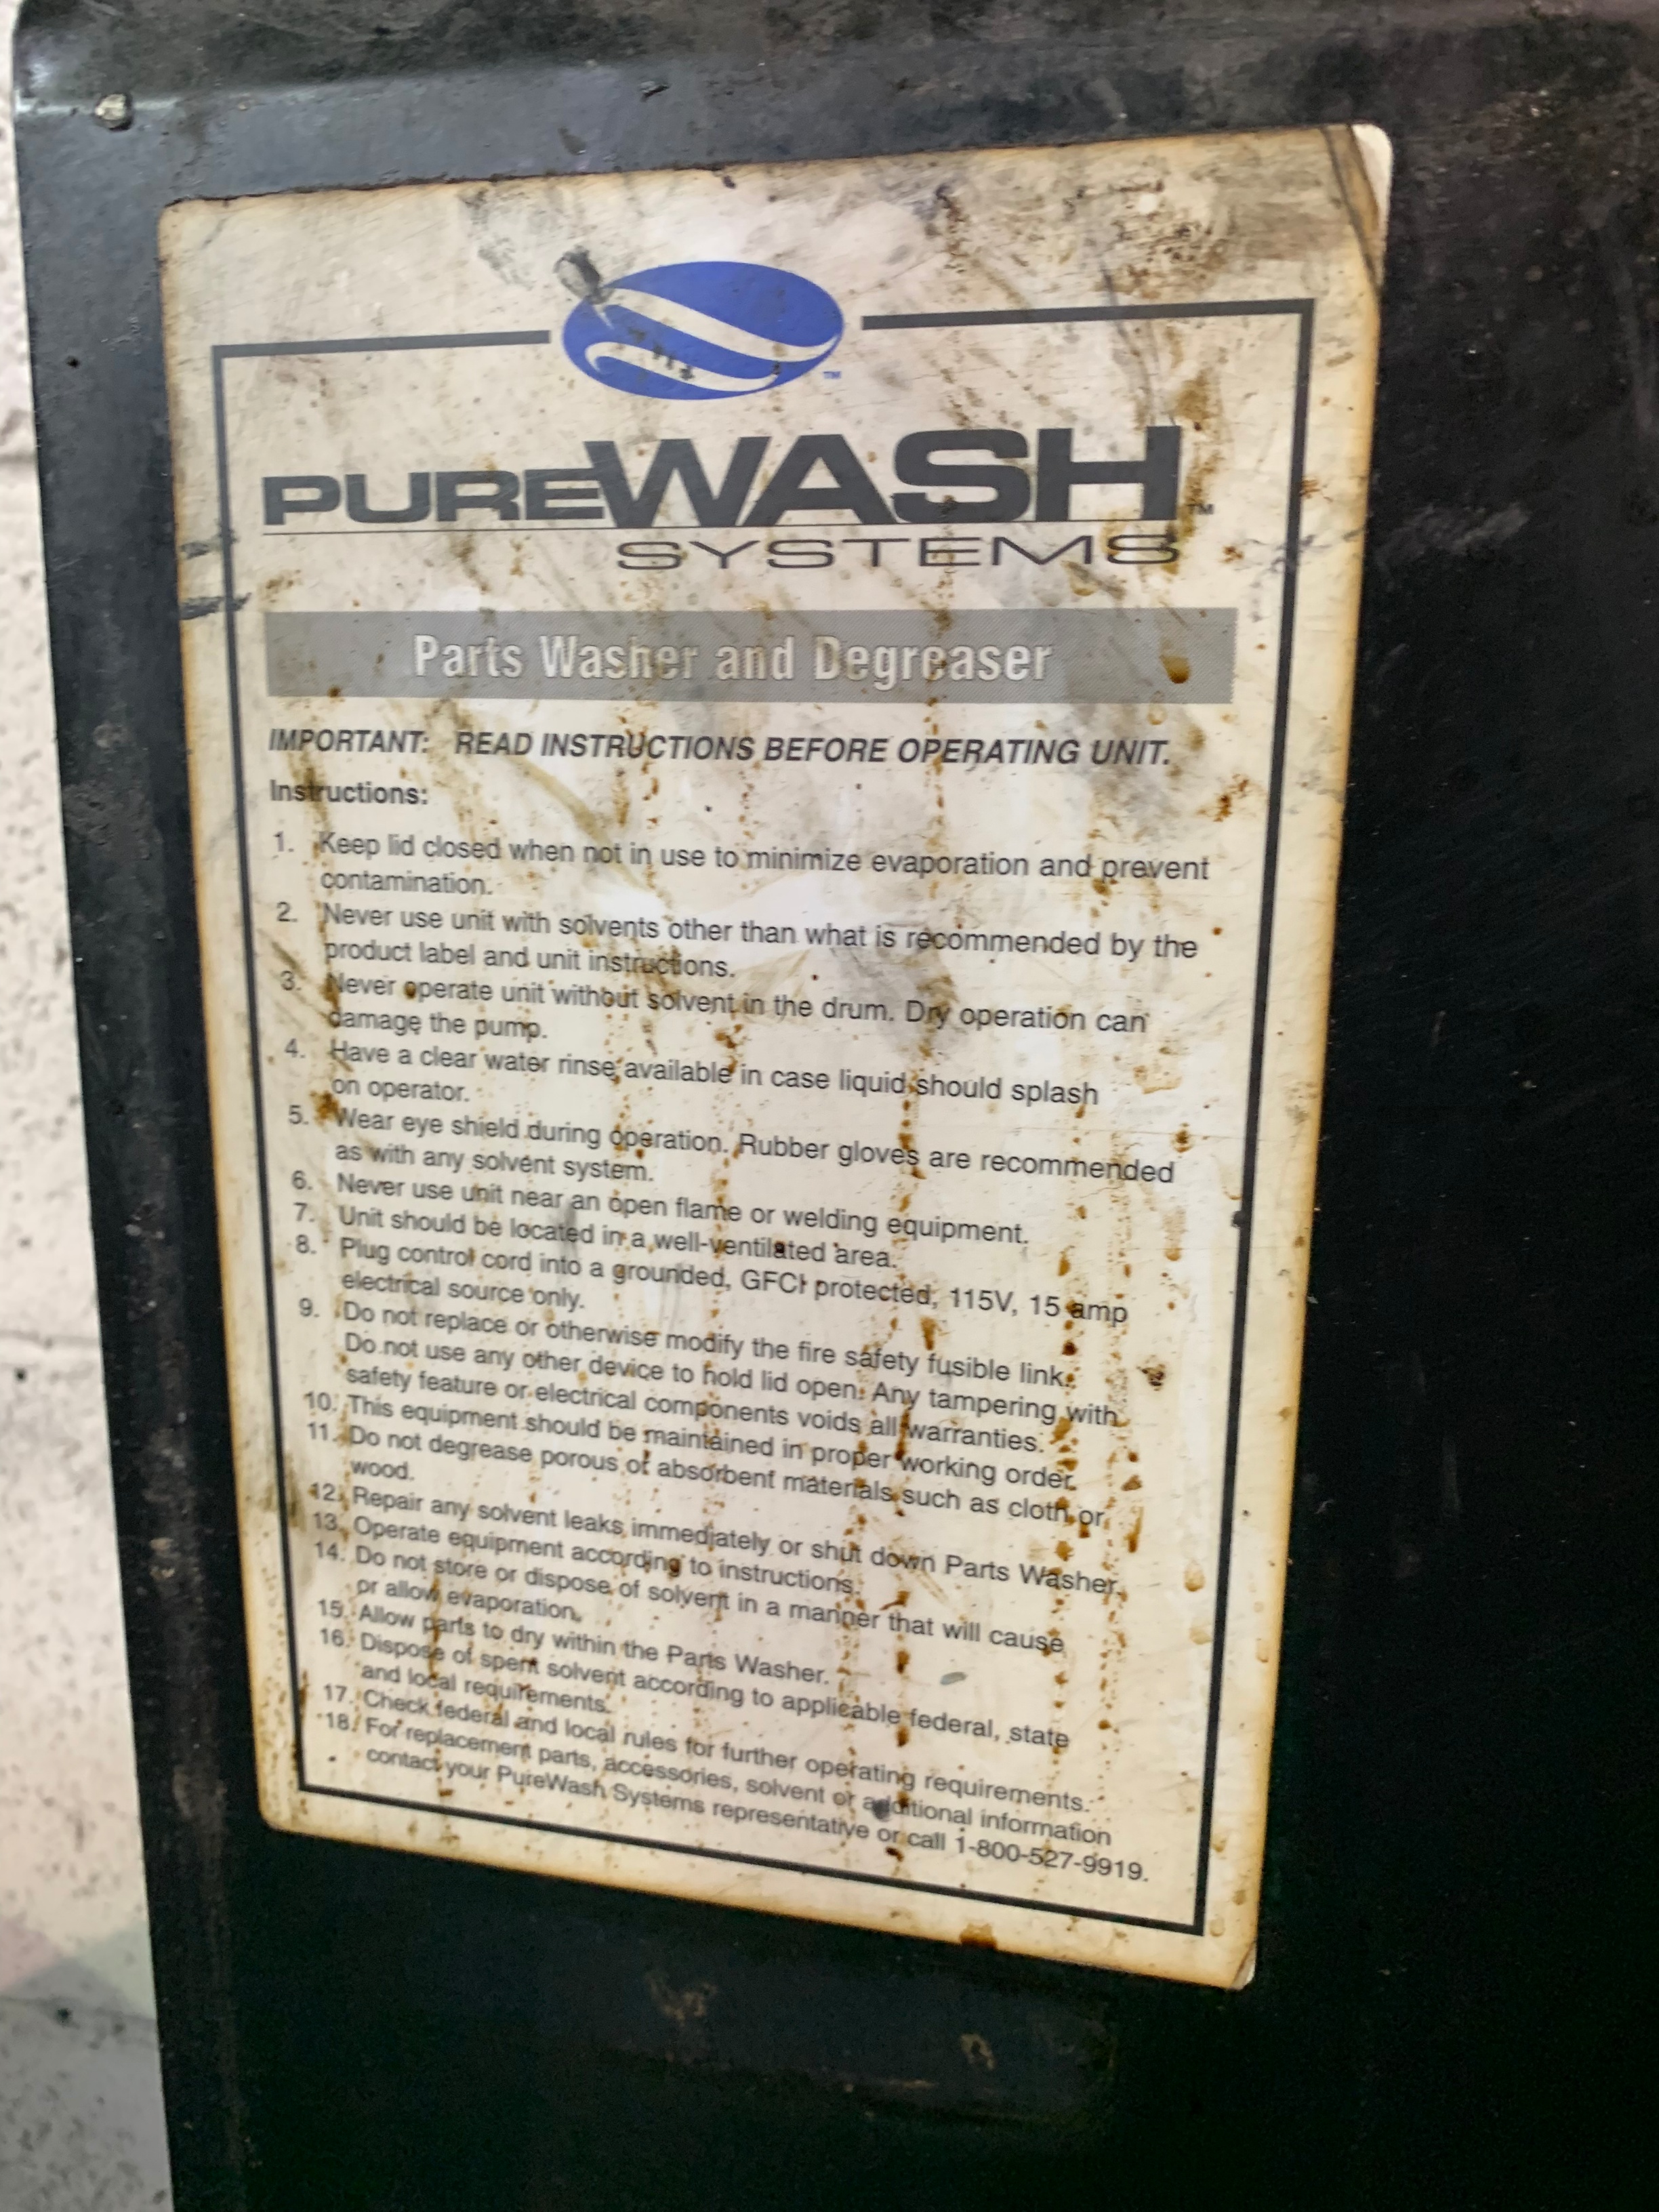 TM
PUREWASH TM
SYSTEMS
Parts Washer and Degreaser
IMPORTANT: READ INSTRUCTIONS BEFORE OPERATING UNIT.
Instructions:
1. Keep lid closed when not in use to minimize evaporation and prevent
contamination.
2. Never use unit with solvents other than what is recommended by the
product label and unit instructions.
3. Never operate unit without solvent in the drum. Dry operation can
damage the pump.
4. Have a clear water rinse available in case liquid should splash
on operator.
5. Wear eye shield during operation. Rubber gloves are recommended
as with any solvent system.
6. Never use unit near an open flame or welding equipment.
7. Unit should be located in a well-ventilated area.
8. Plug control cord into a grounded, GFCI protected, 115V, 15 amp
electrical source only.
9. Do not replace or otherwise modify the fire safety fusible link.
Do not use any other device to hold lid open. Any tampering with
safety feature or electrical components voids all warranties.
10. This equipment should be maintained in proper working order.
11. Do not degrease porous or absorbent materials such as cloth or
wood.
12. Repair any solvent leaks immediately or shut down Parts Washer.
13. Operate equipment according to instructions.
14. Do not store or dispose of solvent in a manner that will cause
or allow evaporation.
15. Allow parts to dry within the Parts Washer.
16. Dispose of spent solvent according to applicable federal, state
and local requirements.
17. Check federal and local rules for further operating requirements.
18. For replacement parts, accessories, solvent or additional information
contact your PureWash Systems representative or call 1-800-527-9919.